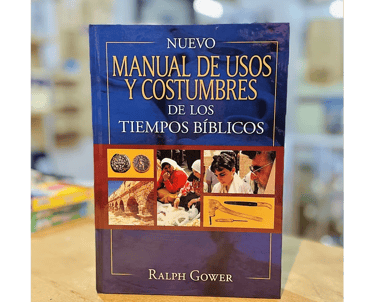 NUEVO
MANUAL DE USOS
Y COSTUMBRES
DE LOS
TIEMPOS BÍBLICOS
RALPH GOWER